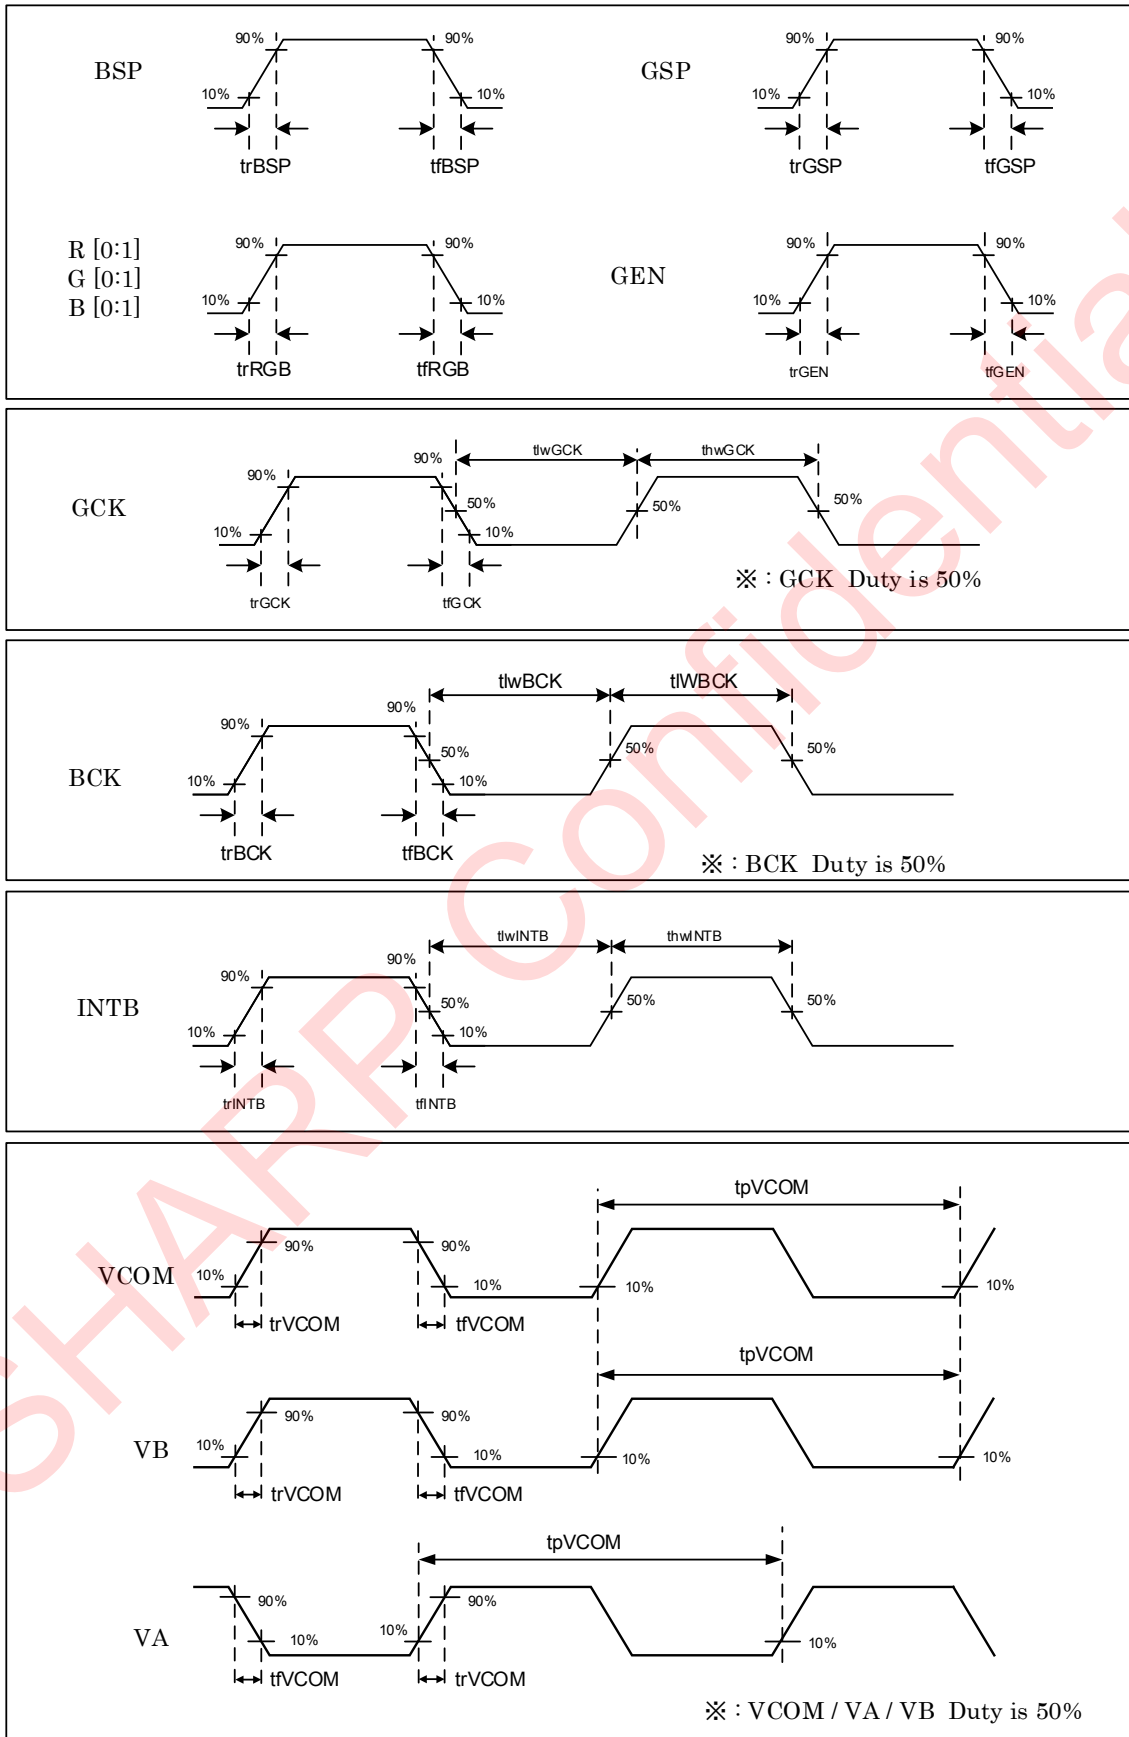 90%
90%
BSP
10%
10%
trBSP
tfBSP
90%
90%
GSP
10%
10%
trGSP
tfGSP
R [0:1]
G [0:1]
B [0:1]
90%
90%
10%
10%
trRGB
tfRGB
90%
90%
GEN
10%
10%
trGEN
tfGEN
tlwGCK
thwGCK
90%
90%
GCK
50%
50%
50%
10%
10%
trGCK
tfGCK
※ : GCK Duty is 50%
tlwBCK
tlWBCK
90%
90%
BCK
50%
50%
50%
10%
10%
trBCK
tfBCK
※ : BCK Duty is 50%
tlwINTB
thwINTB
90%
90%
INTB
50%
50%
50%
10%
10%
trINTB
tfINTB
tpVCOM
VCOM
90%
90%
10%
10%
10%
10%
trVCOM
tfVCOM
tpVCOM
VB
90%
90%
10%
10%
10%
10%
trVCOM
tfVCOM
tpVCOM
VA
90%
90%
10%
10%
10%
tfVCOM
trVCOM
※ : VCOM / VA / VB Duty is 50%
SHARP Confidential